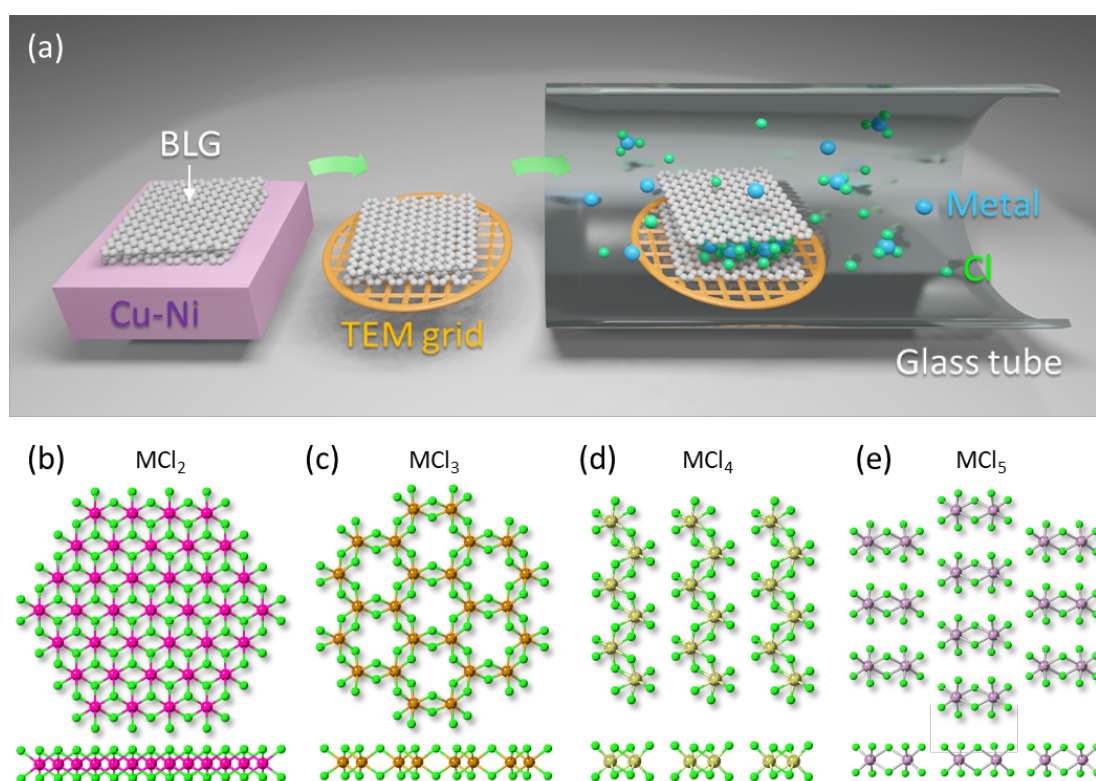 (a)
BLG
Cu-Ni
TEM grid
Metal
Cl
Glass tube
(b) MCl₂
(c) MCl₃
(d) MCl₄
(e) MCl₅